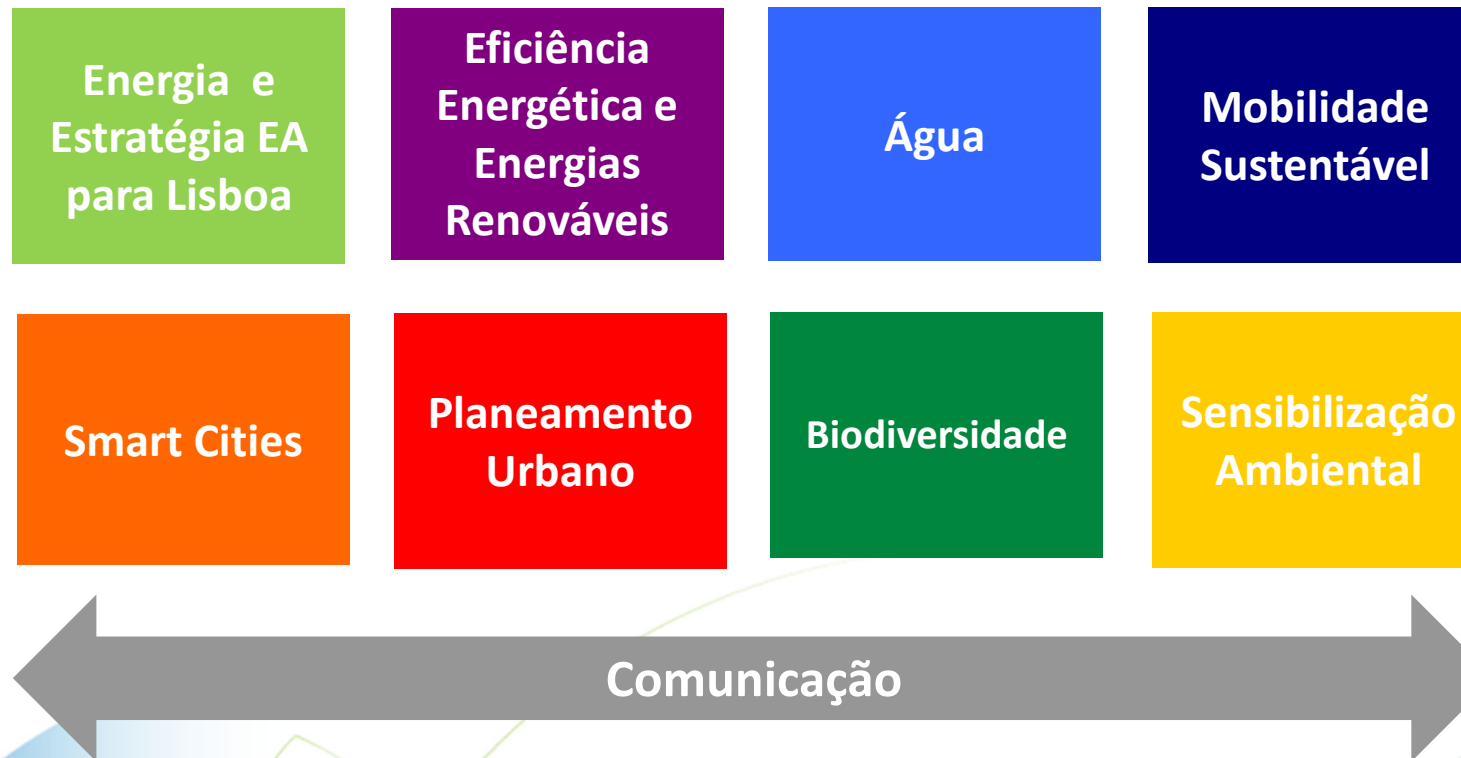 Energia e
Estratégia EA
para Lisboa
Eficiência
Energética e
Energias
Renováveis
Água
Mobilidade
Sustentável
Smart Cities
Planeamento
Urbano
Biodiversidade
Sensibilização
Ambiental
Comunicação